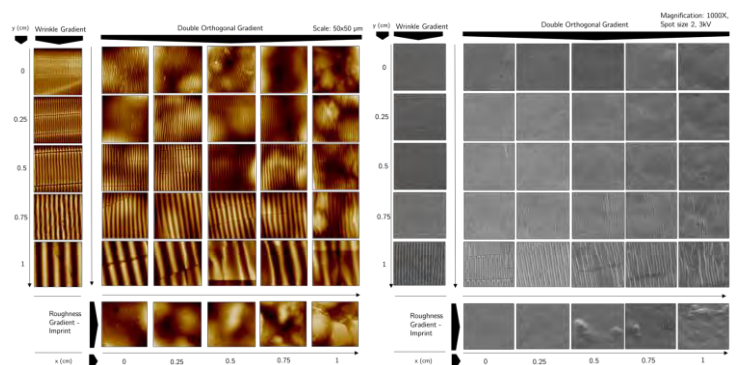 y (cm)
Wrinkle Gradient
Double Orthogonal Gradient
Scale: 50x50 μm
0
0.25
0.5
0.75
1
Roughness
Gradient -
Imprint
x (cm)
0
0.25
0.5
0.75
1
y (cm)
Wrinkle Gradient
Double Orthogonal Gradient
Magnification: 1000X,
Spot size 2, 3kV
0
0.25
0.5
0.75
1
Roughness
Gradient -
Imprint
x (cm)
0
0.25
0.5
0.75
1